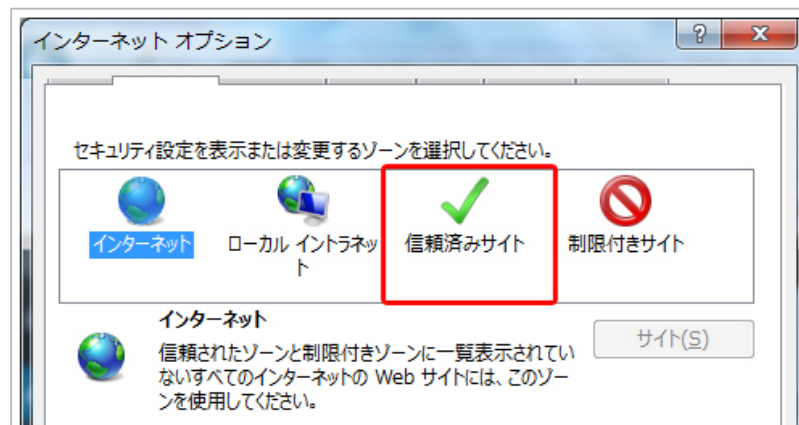 インターネット オプション
?
X
セキュリティ設定を表示または変更するゾーンを選択してください。
インターネット
ローカル イントラネッ
ト
信頼済みサイト
制限付きサイト
インターネット
サイト(S)
信頼されたゾーンと制限付きゾーンに一覧表示されてい
ないすべてのインターネットの Web サイトには、このゾー
ンを使用してください。